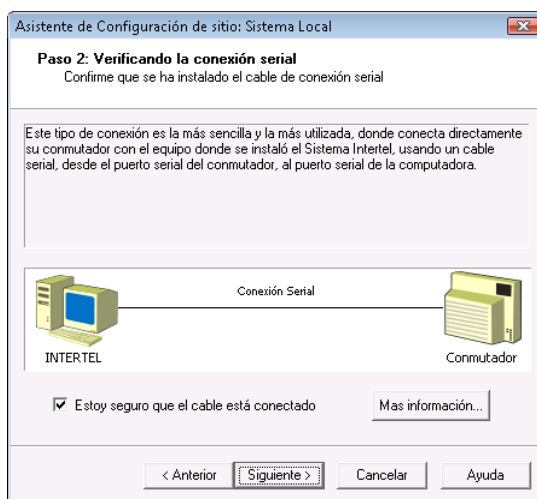 Asistente de Configuración de sitio: Sistema Local
Paso 2: Verificando la conexión serial
Confirme que se ha instalado el cable de conexión serial
Este tipo de conexión es la más sencilla y la más utilizada, donde conecta directamente
su conmutador con el equipo donde se instaló el Sistema Intertel, usando un cable
serial, desde el puerto serial del conmutador, al puerto serial de la computadora.
Conexión Serial
INTERTEL
Conmutador
Estoy seguro que el cable está conectado
Mas información...
< Anterior
Siguiente >
Cancelar
Ayuda